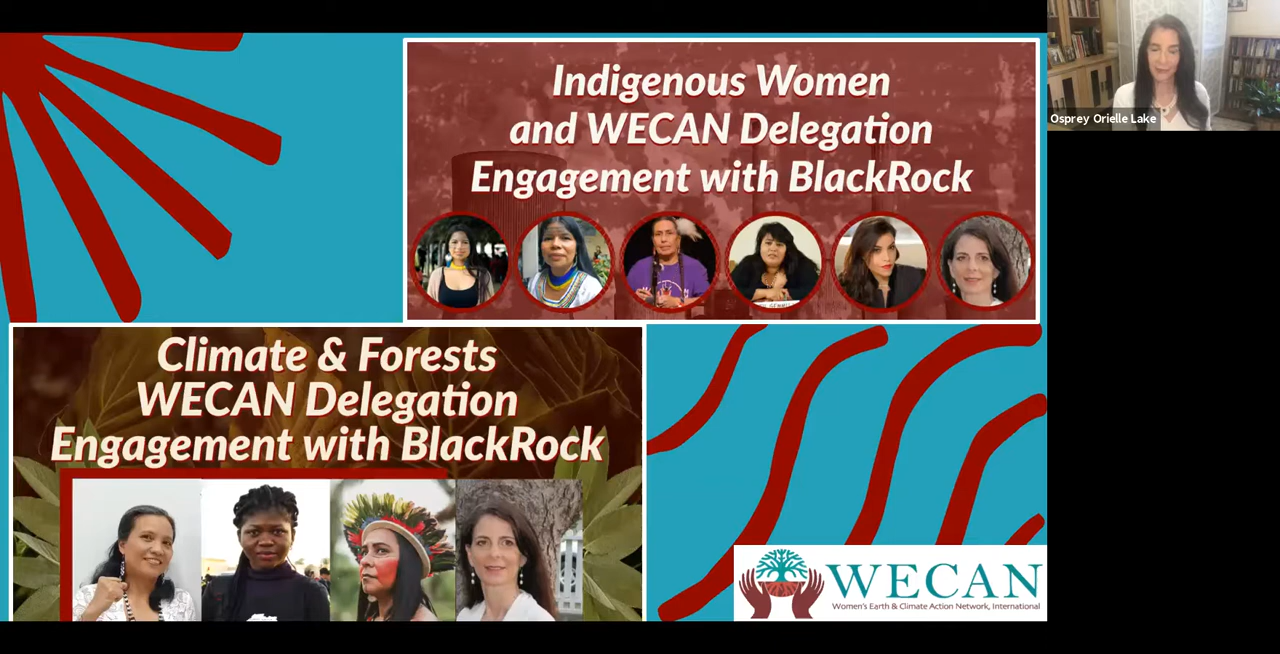 Indigenous Women
and WECAN Delegation
Engagement with BlackRock
Osprey Orielle Lake
Climate & Forests
WECAN Delegation
Engagement with BlackRock
WECAN
Women's Earth & Climate Action Network, International